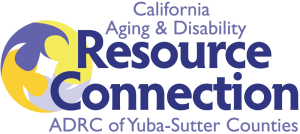 California
Aging & Disability
Resource
Connection
ADRC of Yuba-Sutter Counties